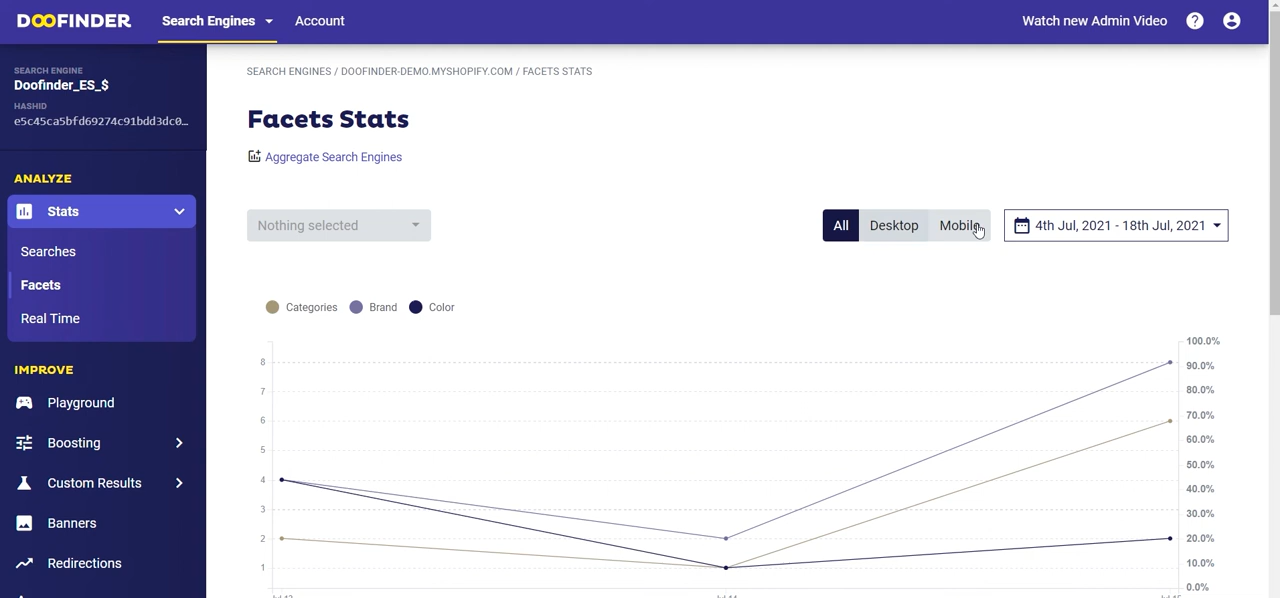 DOOFINDER Search Engines Account Watch new Admin Video ?
SEARCH ENGINE
Doofinder_ES_$
HASHID
e5c45ca5bfd69274c91bdd3dc0…
ANALYZE
Stats
Searches
Facets
Real Time
IMPROVE
Playground
Boosting
Custom Results
Banners
Redirections
SEARCH ENGINES / DOOFINDER-DEMO.MYSHOPIFY.COM / FACETS STATS
Facets Stats
Aggregate Search Engines
Nothing selected All Desktop Mobile 4th Jul, 2021 - 18th Jul, 2021
Categories Brand Color
8
7
6
5
4
3
2
1
100.0%
90.0%
80.0%
70.0%
60.0%
50.0%
40.0%
30.0%
20.0%
10.0%
0.0%